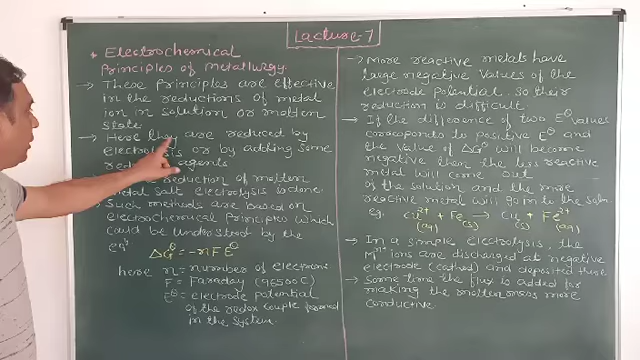 Lecture-7
* Electrochemical
Principles of Metallurgy:
→ These Principles are effective
in the reductions of metal
ion in solution or molten
state
→ Here they are reduced by
electrolysis or by adding some
agents
reduction of molten
metal salt electrolysis is done.
→ Such methods are based on
electrochemical principles which
could be understood by the
eqn
ΔG⊖ = -nFE⊖
here n = number of electrons
F = Faraday (96500C)
E⊖ = electrode potential
of the redox couple formed
in the system.
→ More reactive metals have
large negative values of the
electrode potential. So their
reduction is difficult.
→ If the difference of two E⊖ values
corresponds to positive E⊖ and
the value of ΔG⊖ will become
negative then the less reactive
metal will come out
of the solution and the more
reactive metal will go in to the soln
eg. Cu2+ (aq) + Fe (s) → Cu (s) + Fe2+ (aq)
→ In a simple electrolysis, the
Mn+ ions are discharged at negative
electrode (cathod) and deposited there
→ Some time the flux is added for
making the molten mass more
conductive.